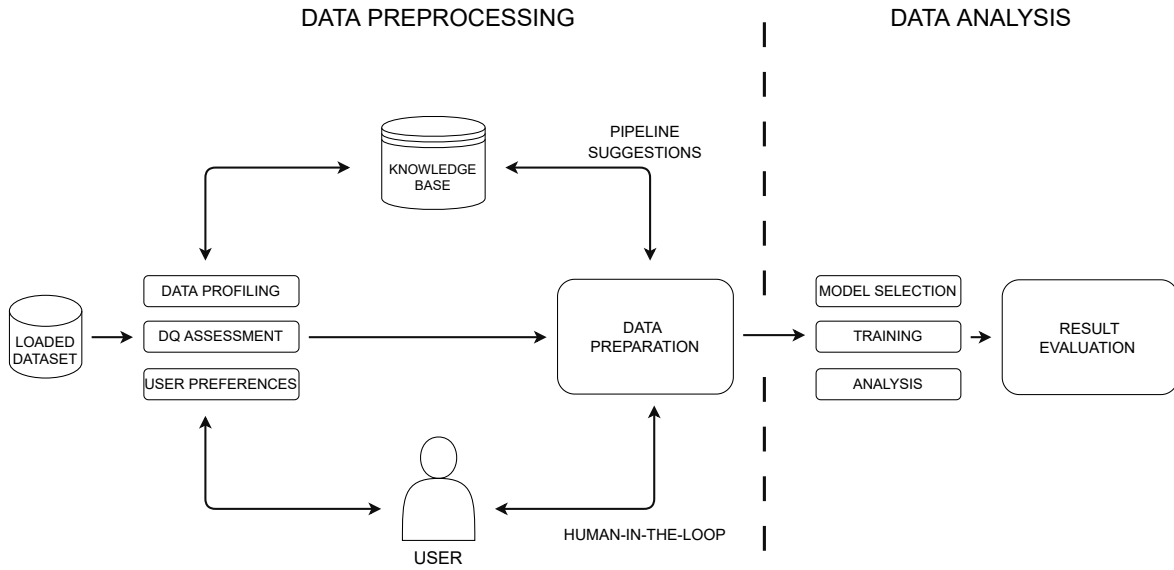 DATA PREPROCESSING
DATA ANALYSIS
PIPELINE
SUGGESTIONS
KNOWLEDGE
BASE
LOADED
DATASET
DATA PROFILING
DQ ASSESSMENT
USER PREFERENCES
DATA
PREPARATION
MODEL SELECTION
TRAINING
ANALYSIS
RESULT
EVALUATION
HUMAN-IN-THE-LOOP
USER